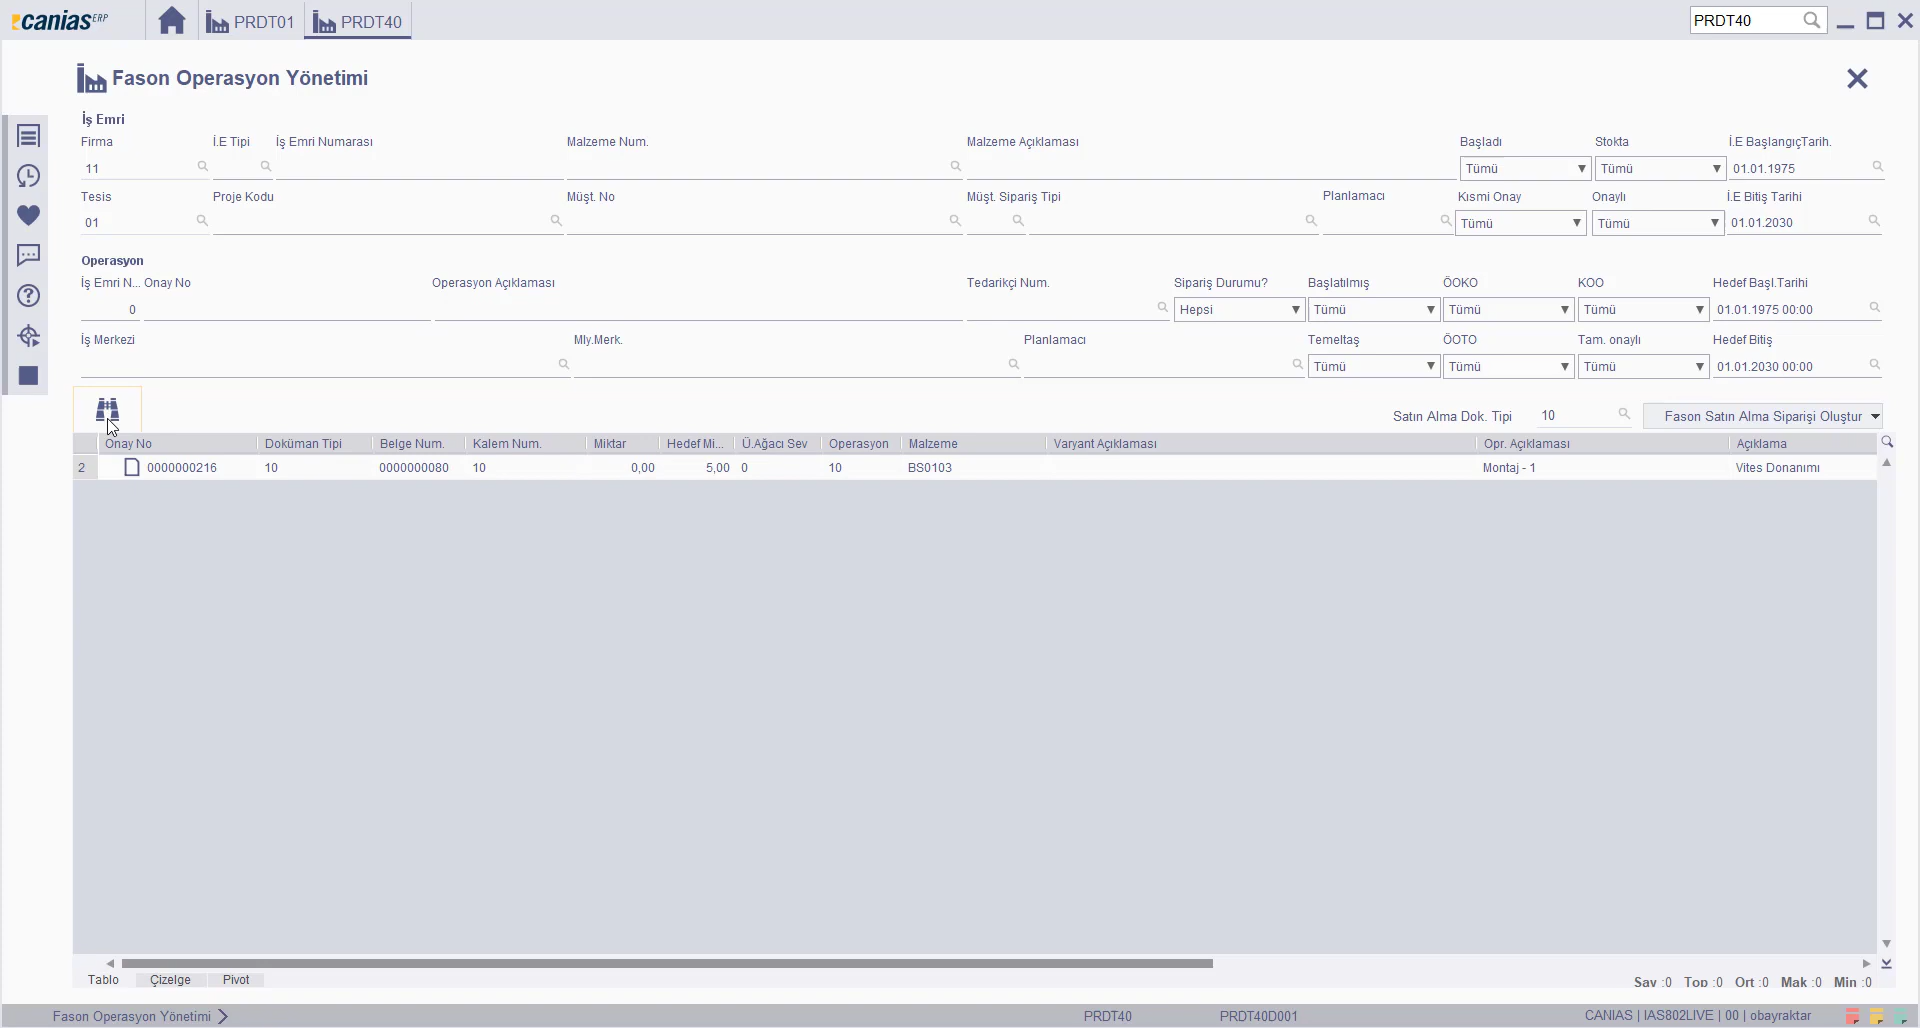 canias ERP PRDT01 PRDT40 PRDT40
Fason Operasyon Yönetimi
İş Emri
Firma İ.E Tipi İş Emri Numarası Malzeme Num. Malzeme Açıklaması Başladı Stokta İ.E BaşlangıçTarih.
11 Tümü Tümü 01.01.1975
Tesis Proje Kodu Müşt. No Müşt. Sipariş Tipi Planlamacı Kısmi Onay Onaylı İ.E Bitiş Tarihi
01 Tümü Tümü 01.01.2030
Operasyon
İş Emri N... Onay No Operasyon Açıklaması Tedarikçi Num. Sipariş Durumu? Başlatılmış ÖOKO KOO Hedef Başl.Tarihi
0 Hepsi Tümü Tümü Tümü 01.01.1975 00:00
İş Merkezi Mly.Merk. Planlamacı Temeltaş ÖOTO Tam. onaylı Hedef Bitiş
Tümü Tümü Tümü 01.01.2030 00:00
Satın Alma Dok. Tipi 10 Fason Satın Alma Siparişi Oluştur
Onay No Doküman Tipi Belge Num. Kalem Num. Miktar Hedef Mi... Ü.Ağacı Sev Operasyon Malzeme Varyant Açıklaması Opr. Açıklaması Açıklama
2 0000000216 10 0000000080 10 0,00 5,00 0 10 BS0103 Montaj - 1 Vites Donanımı
Tablo Çizelge Pivot
Say :0 Top :0 Ort :0 Mak :0 Min :0
Fason Operasyon Yönetimi PRDT40 PRDT40D001 CANIAS | IAS802LIVE | 00 | obayraktar